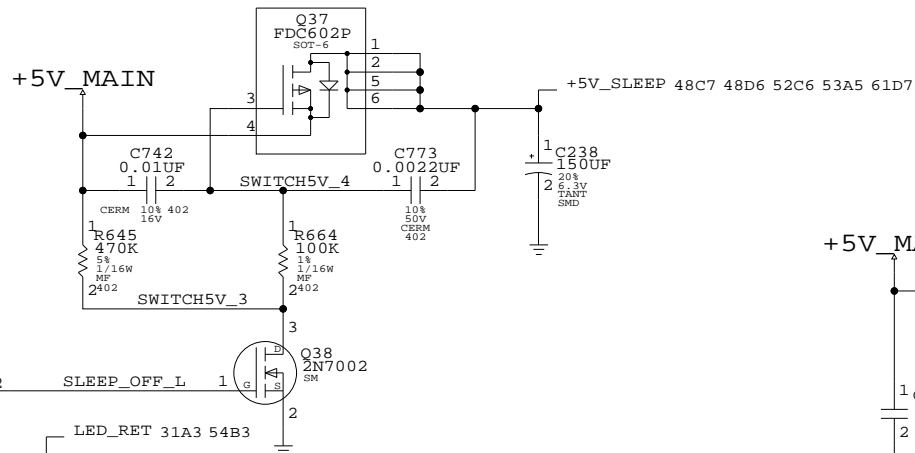 Q37
FDC602P
SOT-6
+5V_MAIN
1
2
5
6
3
4
+5V_SLEEP 48C7 48D6 52C6 53A5 61D7
C742
0.01UF
1 2
CERM 10% 402
16V
SWITCH5V_4
C773
0.0022UF
1 2
10%
50V
CERM
402
1 C238
+ 150UF
2 20%
6.3V
TANT
SMD
1
R645
470K
5%
1/16W
MF
2 402
1
R664
100K
1%
1/16W
MF
2 402
SWITCH5V_3
3
D
Q38
2N7002
SM
SLEEP_OFF_L 1 G S
2
LED_RET 31A3 54B3
+5V_MA
1
2